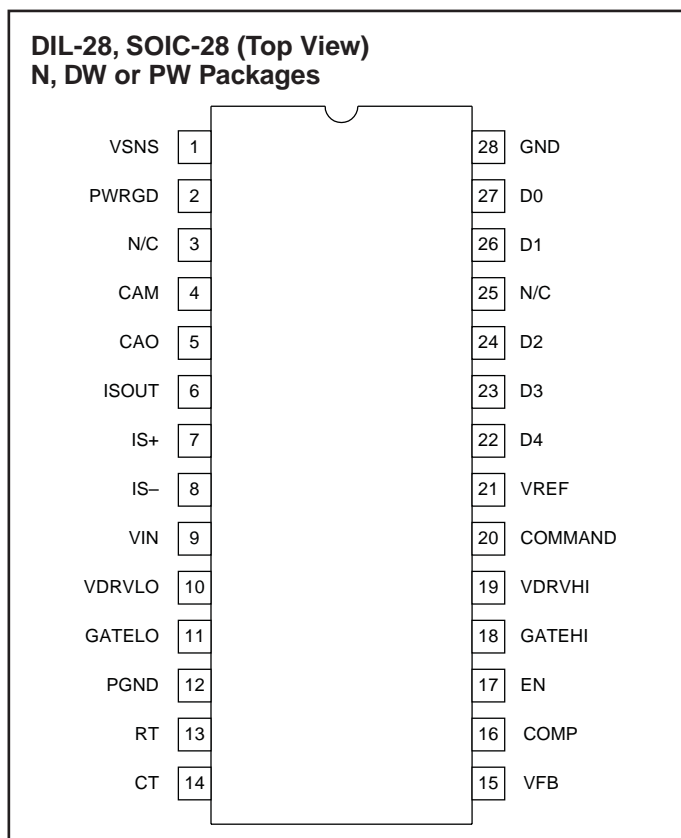 DIL-28, SOIC-28 (Top View)
N, DW or PW Packages
VSNS 1 28 GND
PWRGD 2 27 D0
N/C 3 26 D1
CAM 4 25 N/C
CAO 5 24 D2
ISOUT 6 23 D3
IS+ 7 22 D4
IS– 8 21 VREF
VIN 9 20 COMMAND
VDRVLO 10 19 VDRVHI
GATELO 11 18 GATEHI
PGND 12 17 EN
RT 13 16 COMP
CT 14 15 VFB